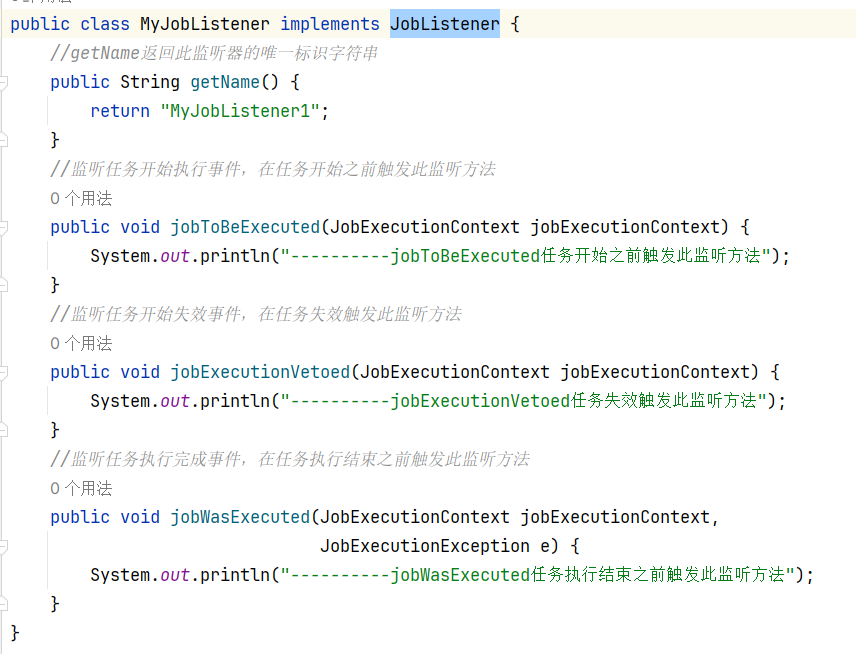 public class MyJobListener implements JobListener {
//getName返回此监听器的唯一标识字符串
public String getName() {
return "MyJobListener1";
}
//监听任务开始执行事件，在任务开始之前触发此监听方法
0 个用法
public void jobToBeExecuted(JobExecutionContext jobExecutionContext) {
System.out.println("----------jobToBeExecuted任务开始之前触发此监听方法");
}
//监听任务开始失效事件，在任务失效触发此监听方法
0 个用法
public void jobExecutionVetoed(JobExecutionContext jobExecutionContext) {
System.out.println("----------jobExecutionVetoed任务失效触发此监听方法");
}
//监听任务执行完成事件，在任务执行结束之前触发此监听方法
0 个用法
public void jobWasExecuted(JobExecutionContext jobExecutionContext,
JobExecutionException e) {
System.out.println("----------jobWasExecuted任务执行结束之前触发此监听方法");
}
}